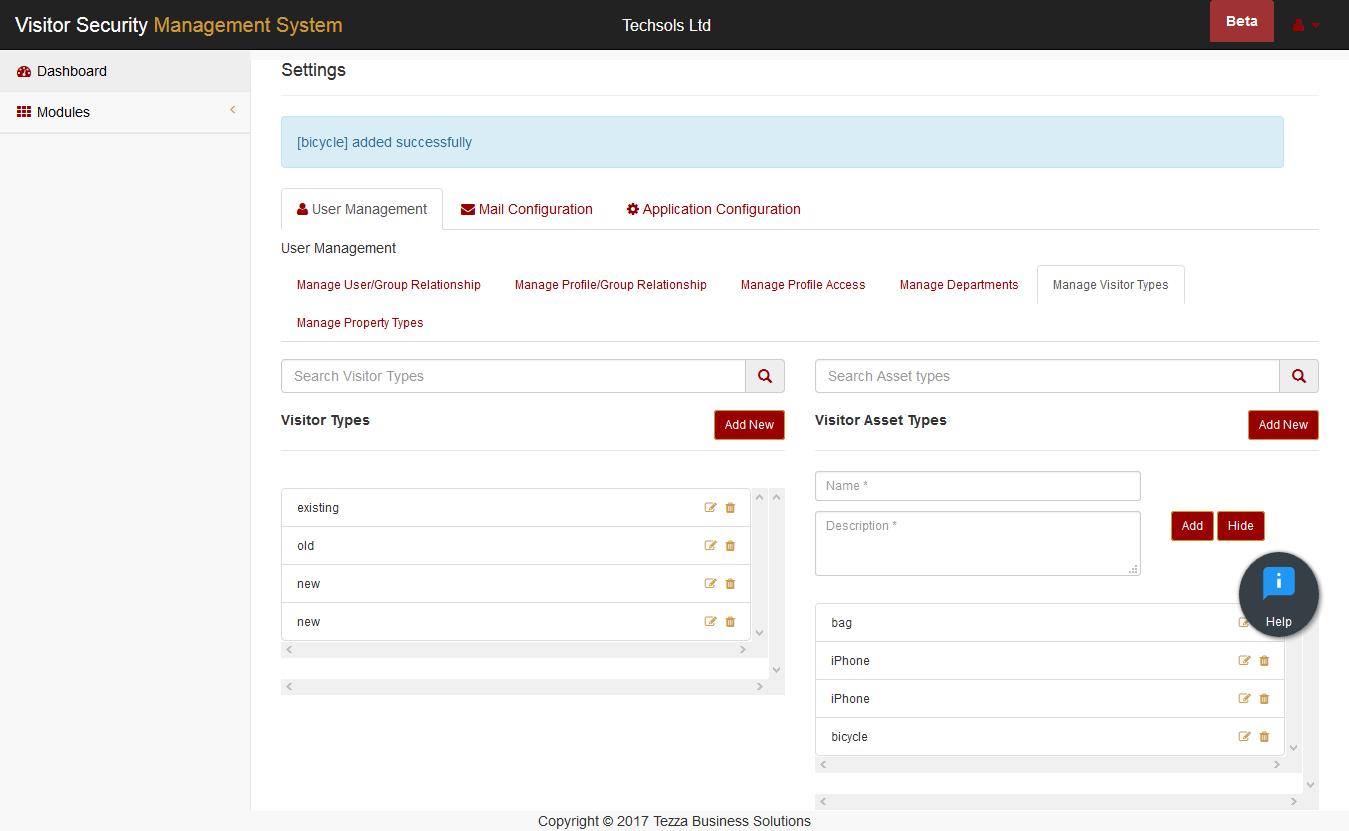 Visitor Security Management System
Techsols Ltd
Beta
Dashboard
Modules
Settings
[bicycle] added successfully
User Management
Mail Configuration
Application Configuration
User Management
Manage User/Group Relationship
Manage Profile/Group Relationship
Manage Profile Access
Manage Departments
Manage Visitor Types
Manage Property Types
Search Visitor Types
Search Asset types
Visitor Types
Add New
Visitor Asset Types
Add New
existing
old
new
new
Name *
Description *
Add
Hide
Help
bag
iPhone
iPhone
bicycle
Copyright © 2017 Tezza Business Solutions